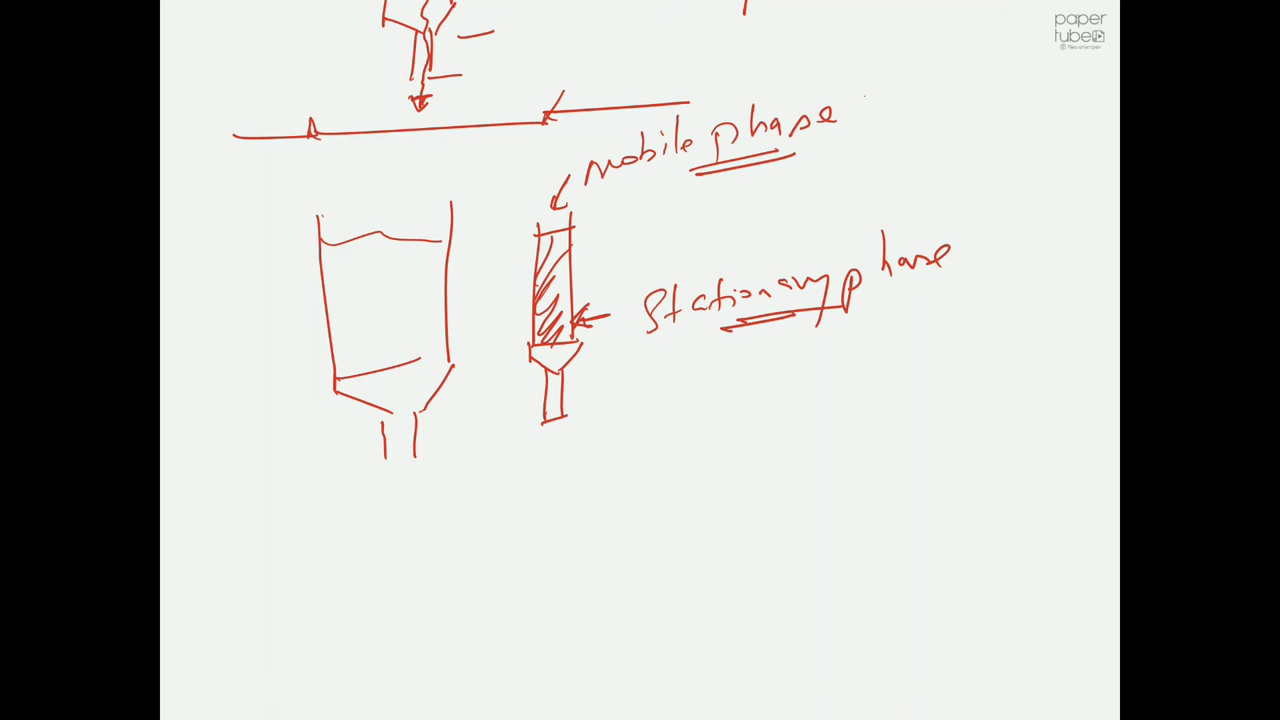 paper
tube
mobile phase
Stationary phase